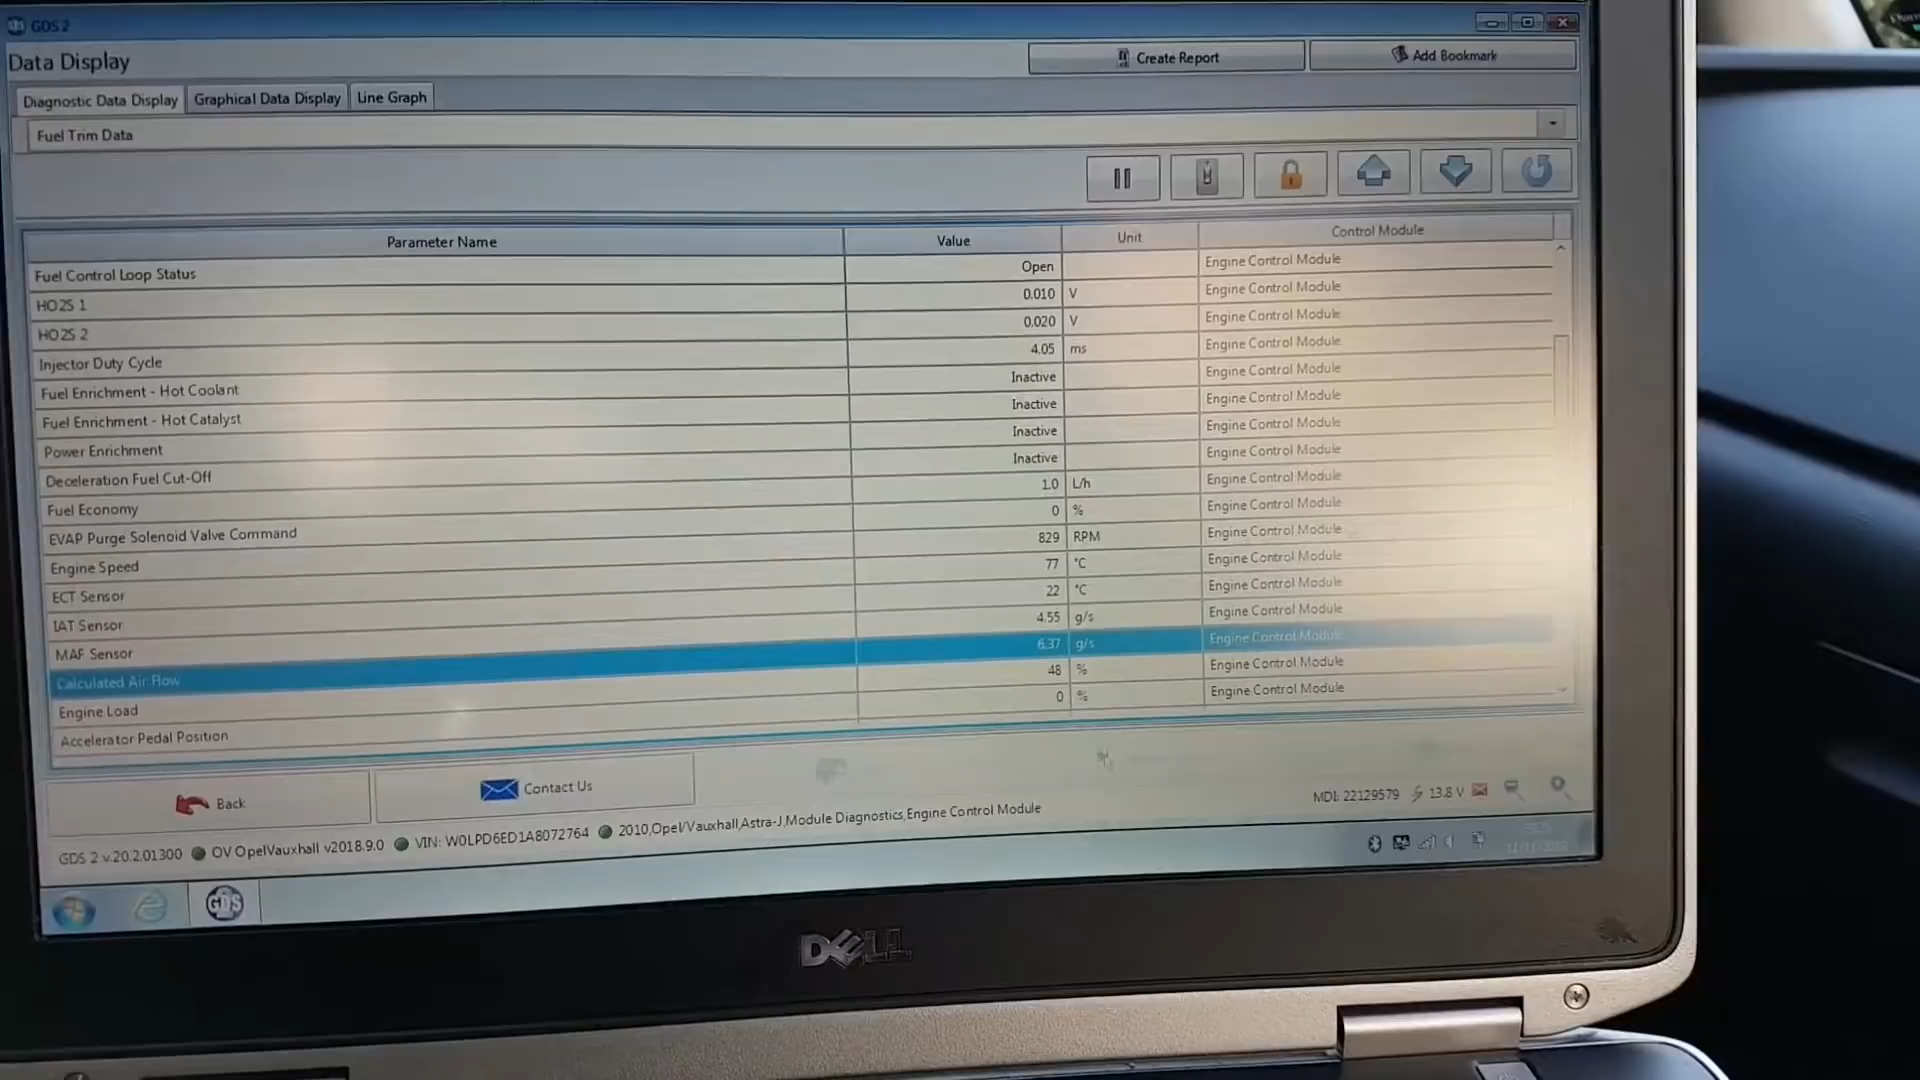 GDS 2
Data Display
Create Report
Add Bookmark
Diagnostic Data Display
Graphical Data Display
Line Graph
Fuel Trim Data
Parameter Name Value Unit Control Module
Fuel Control Loop Status Open Engine Control Module
HO2S 1 0.010 V Engine Control Module
HO2S 2 0.020 V Engine Control Module
Injector Duty Cycle 4.05 ms Engine Control Module
Fuel Enrichment - Hot Coolant Inactive Engine Control Module
Fuel Enrichment - Hot Catalyst Inactive Engine Control Module
Power Enrichment Inactive Engine Control Module
Deceleration Fuel Cut-Off Inactive Engine Control Module
Fuel Economy 1.0 L/h Engine Control Module
EVAP Purge Solenoid Valve Command 0 % Engine Control Module
Engine Speed 829 RPM Engine Control Module
ECT Sensor 77 °C Engine Control Module
IAT Sensor 22 °C Engine Control Module
MAF Sensor 4.55 g/s Engine Control Module
Calculated Air Flow 6.37 g/s Engine Control Module
Engine Load 48 % Engine Control Module
Accelerator Pedal Position 0 % Engine Control Module
Back
Contact Us
MDI: 22129579 13.8 V
GDS 2 v.20.2.01300 OV OpelVauxhall v2018.9.0 VIN: W0LPD6ED1A8072764 2010,Opel/Vauxhall,Astra-J,Module Diagnostics,Engine Control Module
GDS
DELL